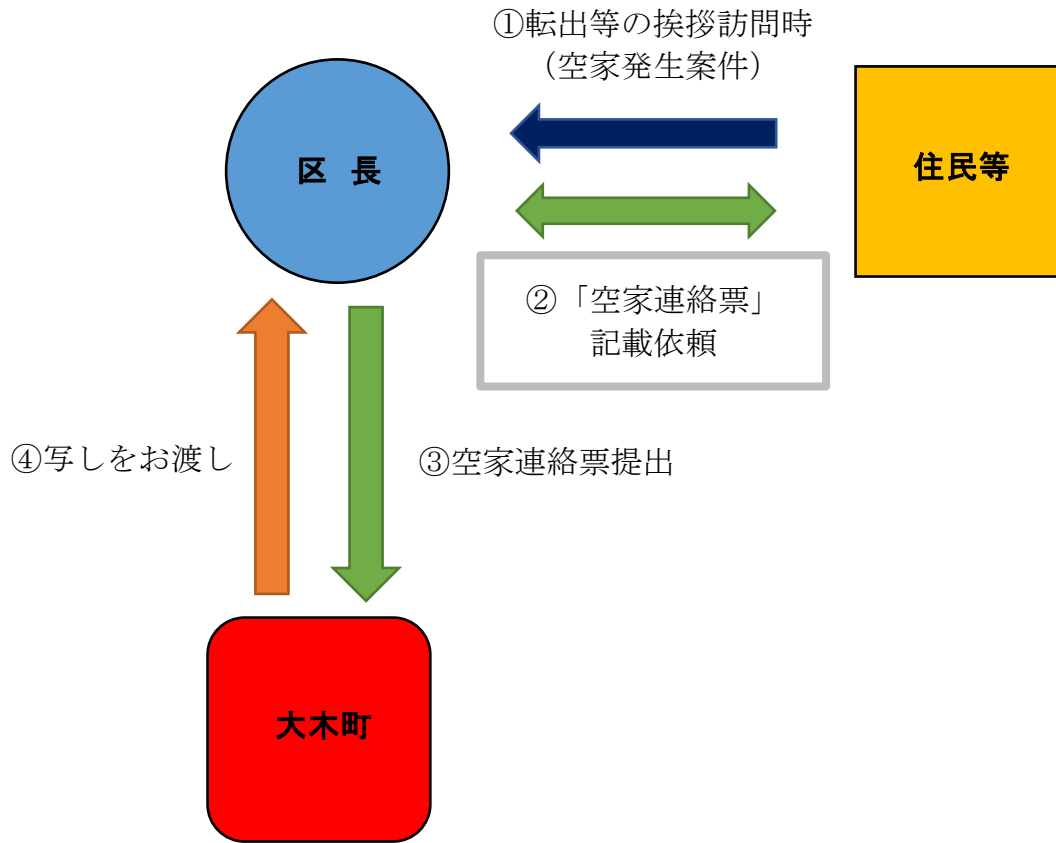 ①転出等の挨拶訪問時
（空家発生案件）
区 長
住民等
②「空家連絡票」
記載依頼
④写しをお渡し
③空家連絡票提出
大木町